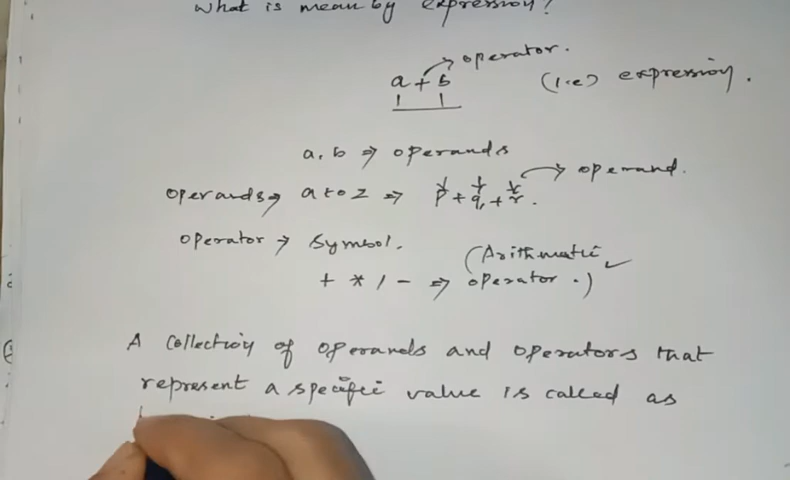 What is mean by expression?
operator.
a + b (i.e) expression.
a, b ⇒ operands
operands ⇒ a to z ⇒ p + q + r. → operand.
operator → Symbol.
+ * / - ⇒ (Arithmatic operator.)
A collection of operands and operators that
represent a specific value is called as